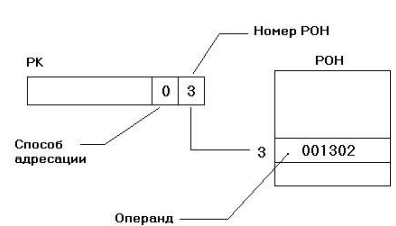 Номер РОН
РК
РОН
0 3
Способ
адресации
3 001302
Операнд